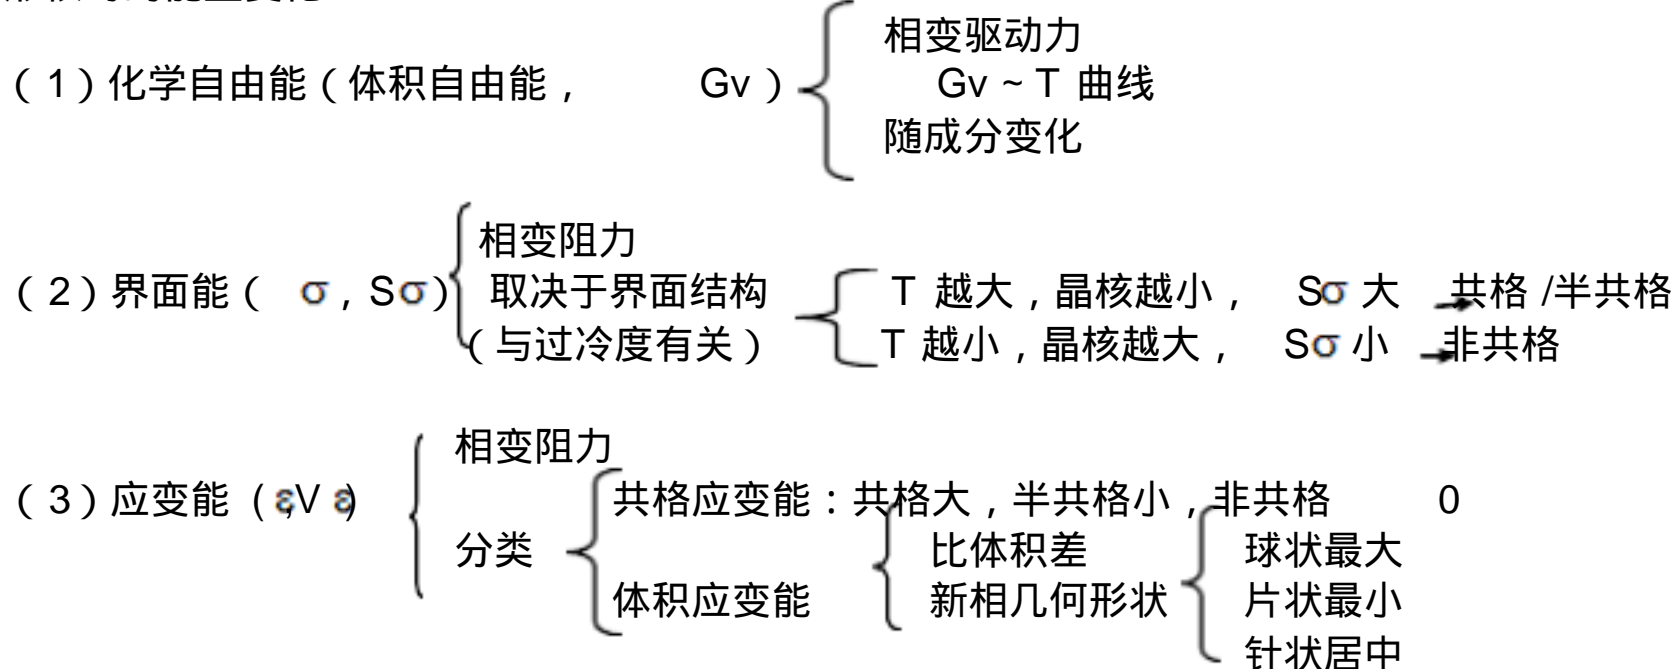 （1）化学自由能（体积自由能， Gv ）
相变驱动力
Gv ~ T 曲线
随成分变化
（2）界面能（ σ，Sσ）
相变阻力
取决于界面结构
（与过冷度有关）
T 越大，晶核越小， Sσ 大 共格 /半共格
T 越小，晶核越大， Sσ 小 非共格
（3）应变能（ε,V ε）
相变阻力
分类
共格应变能：共格大，半共格小，非共格 0
体积应变能
比体积差
新相几何形状
球状最大
片状最小
针状居中